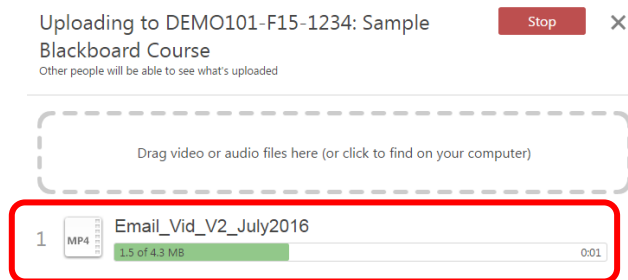 Uploading to DEMO101-F15-1234: Sample
Blackboard Course
Stop
Other people will be able to see what's uploaded
Drag video or audio files here (or click to find on your computer)
1
MP4
Email_Vid_V2_July2016
1.5 of 4.3 MB
0:01